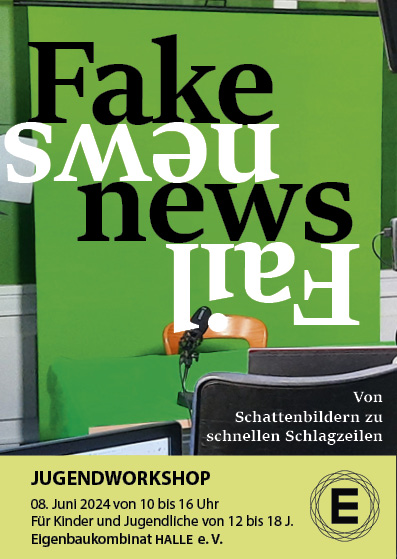 Fake
news
news
Fail
Von
Schattenbildern zu
schnellen Schlagzeilen
JUGENDWORKSHOP
08. Juni 2024 von 10 bis 16 Uhr
Für Kinder und Jugendliche von 12 bis 18 J.
Eigenbaukombinat HALLE e. V.
E